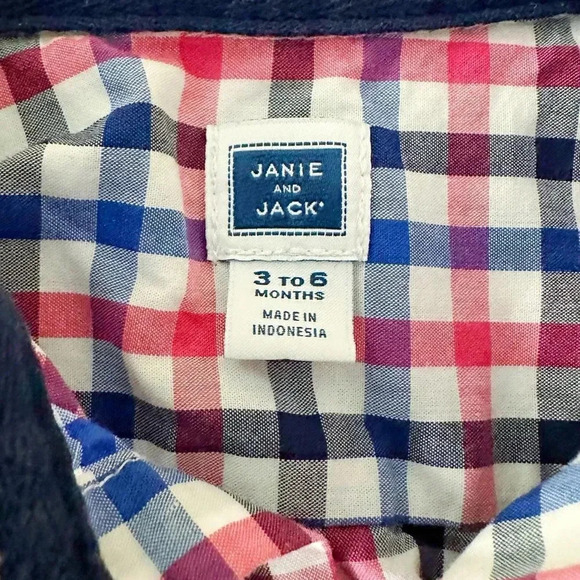 JANIE
AND
JACK®
3 TO 6
MONTHS
MADE IN
INDONESIA